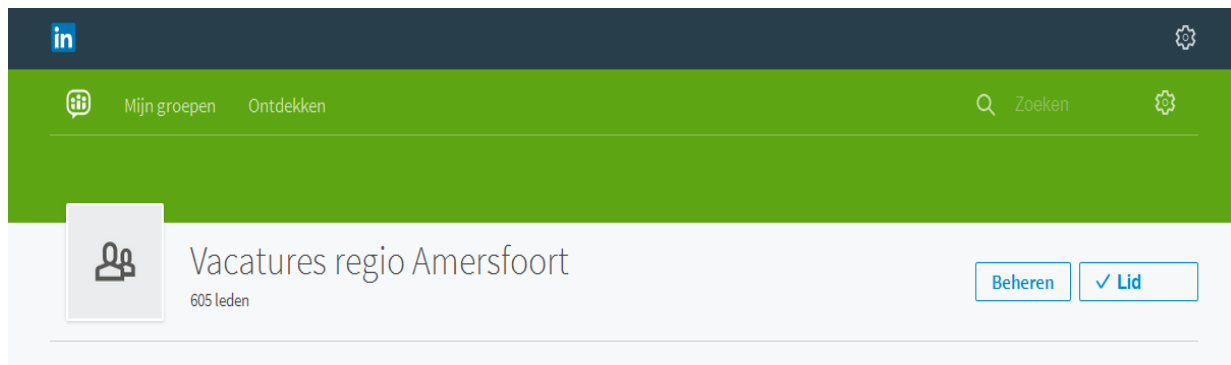 in
Mijn groepen Ontdekken Zoeken
Vacatures regio Amersfoort
605 leden
Beheren ✓ Lid